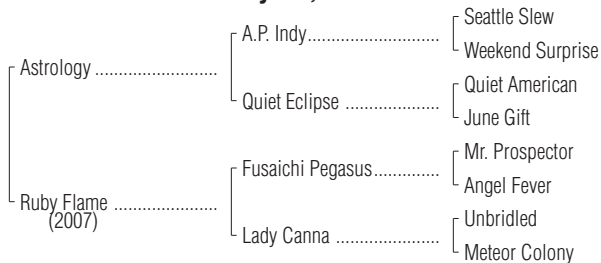 Seattle Slew
A.P. Indy
Weekend Surprise
Astrology
Quiet American
Quiet Eclipse
June Gift
Mr. Prospector
Fusaichi Pegasus
Angel Fever
Ruby Flame
(2007)
Unbridled
Lady Canna
Meteor Colony